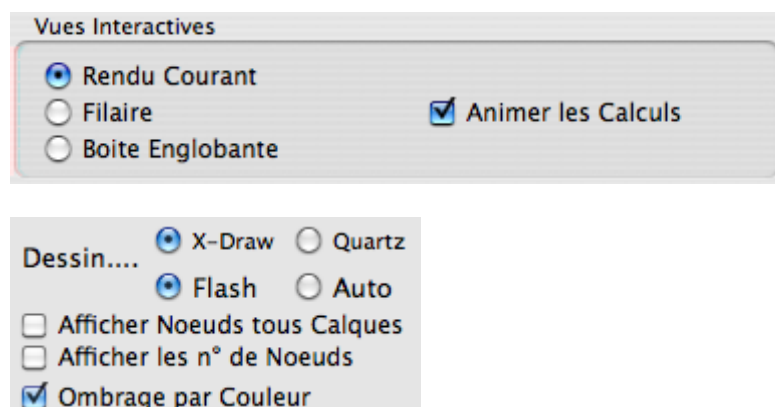 Vues Interactives
Rendu Courant
Filaire
Animer les Calculs
Boite Englobante
Dessin....
X-Draw
Quartz
Flash
Auto
Afficher Noeuds tous Calques
Afficher les n° de Noeuds
Ombrage par Couleur